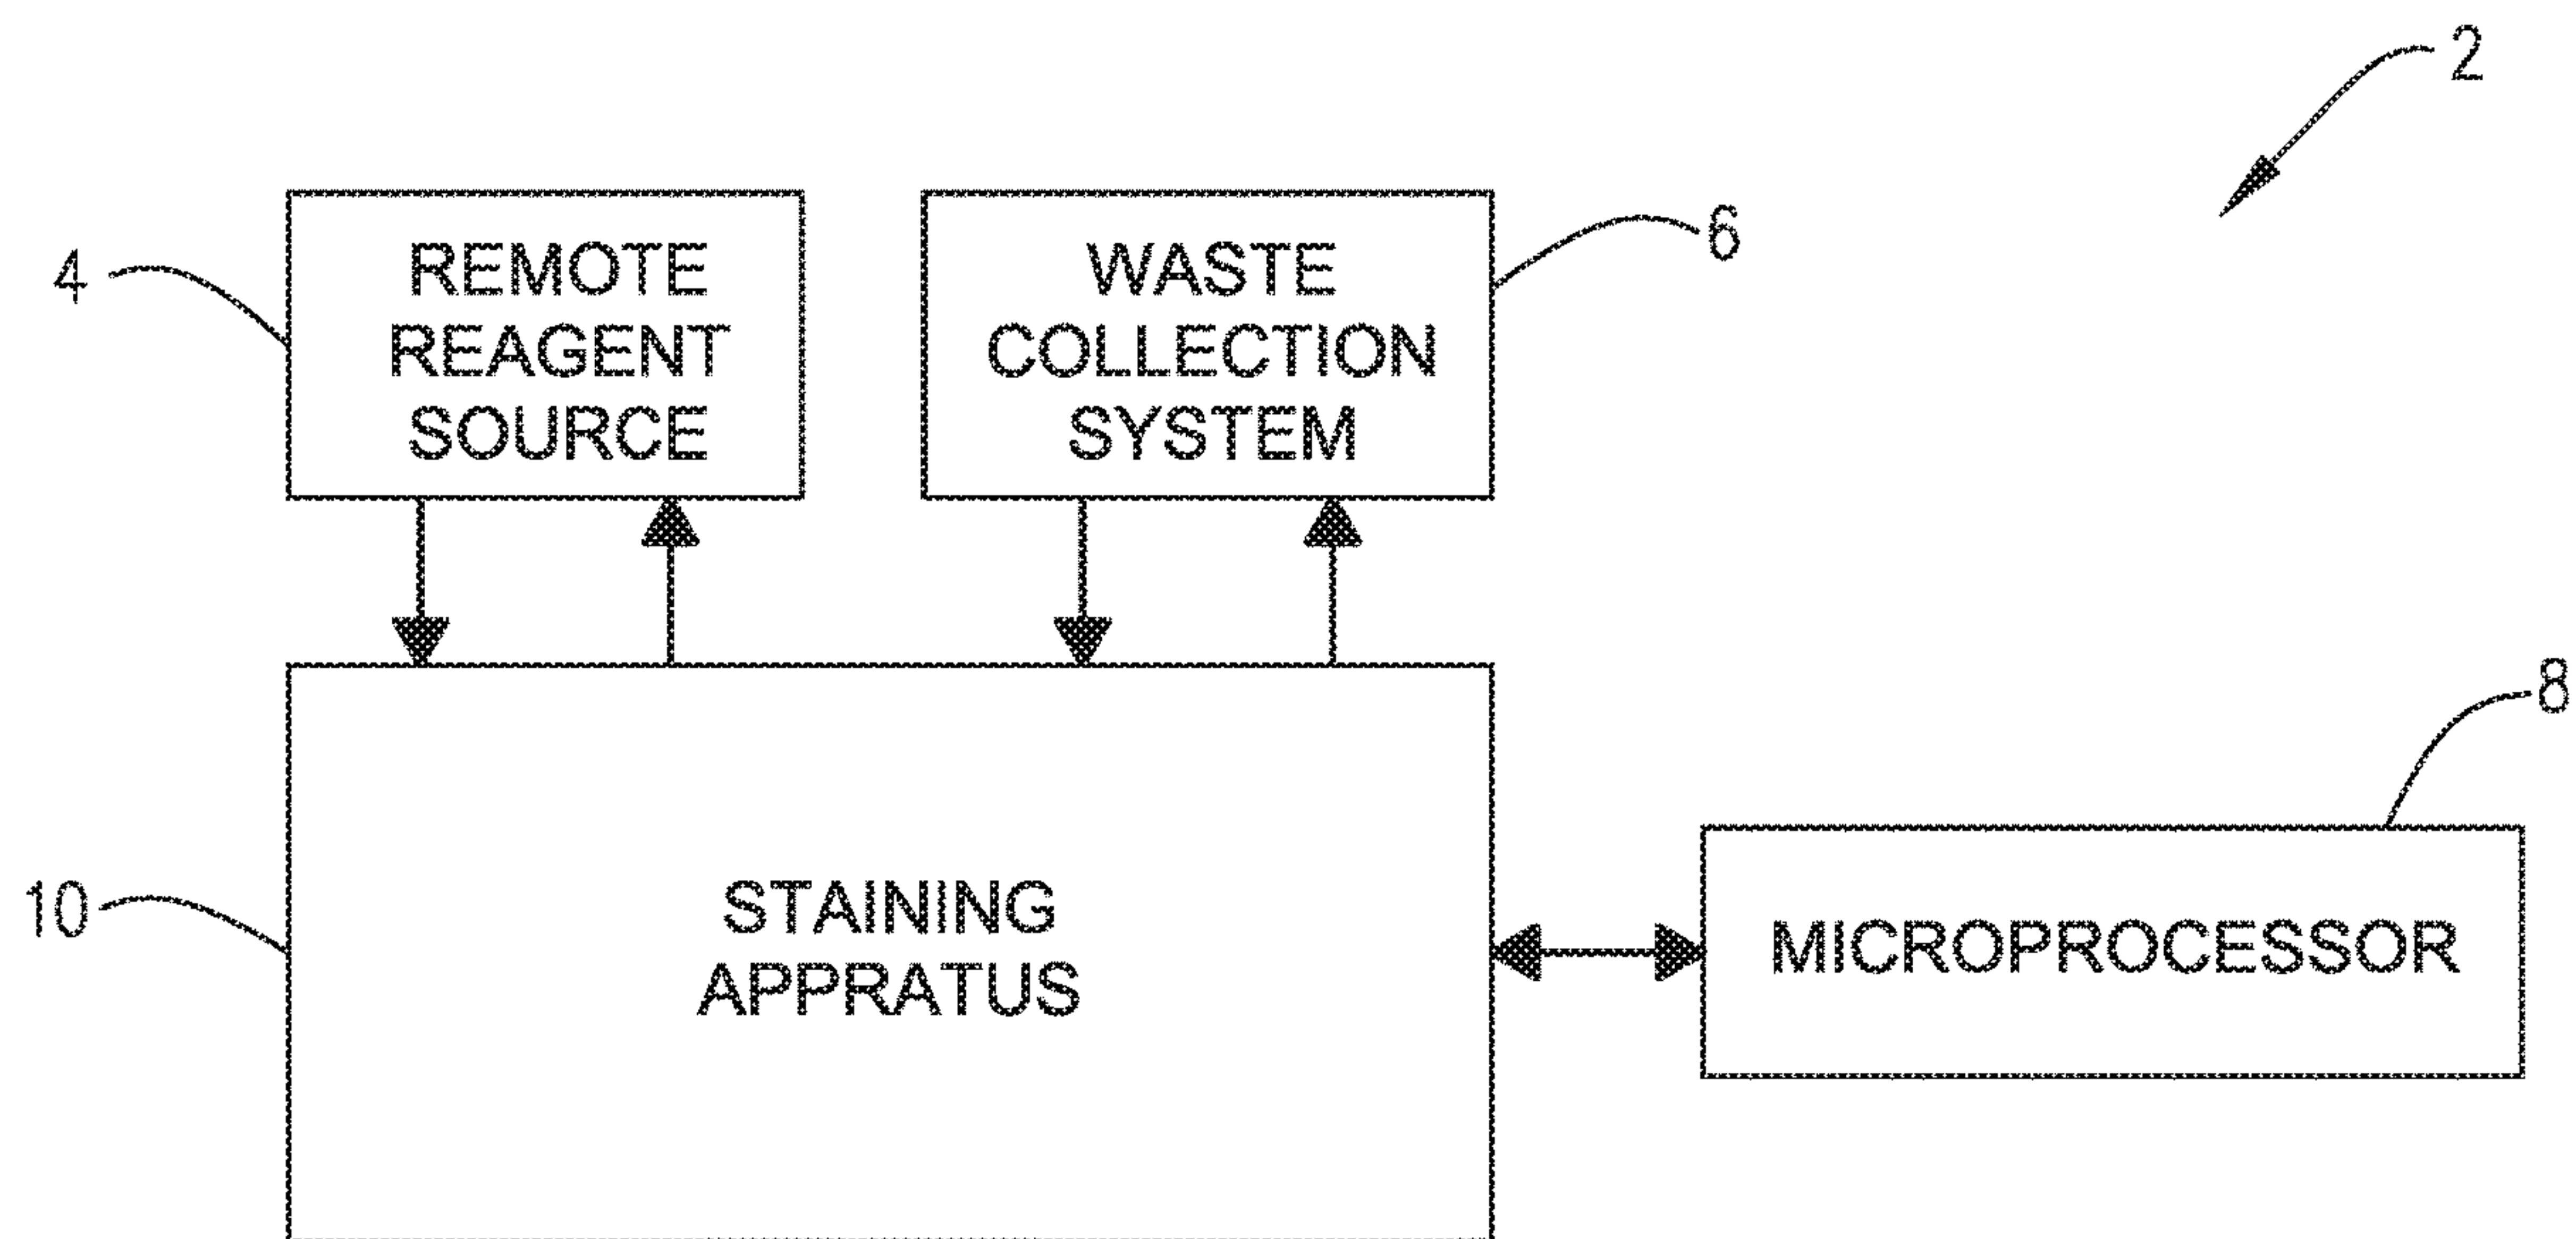 2
4
REMOTE
REAGENT
SOURCE
WASTE
COLLECTION
SYSTEM
6
8
10
STAINING
APPRATUS
MICROPROCESSOR